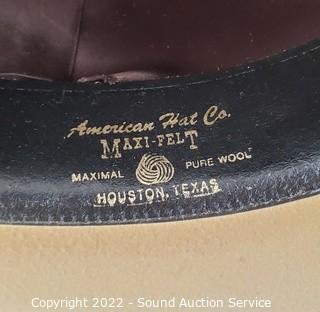 American Hat Co.
MAXI-FELT
MAXIMAL PURE WOOL
HOUSTON, TEXAS
Copyright 2022 - Sound Auction Service